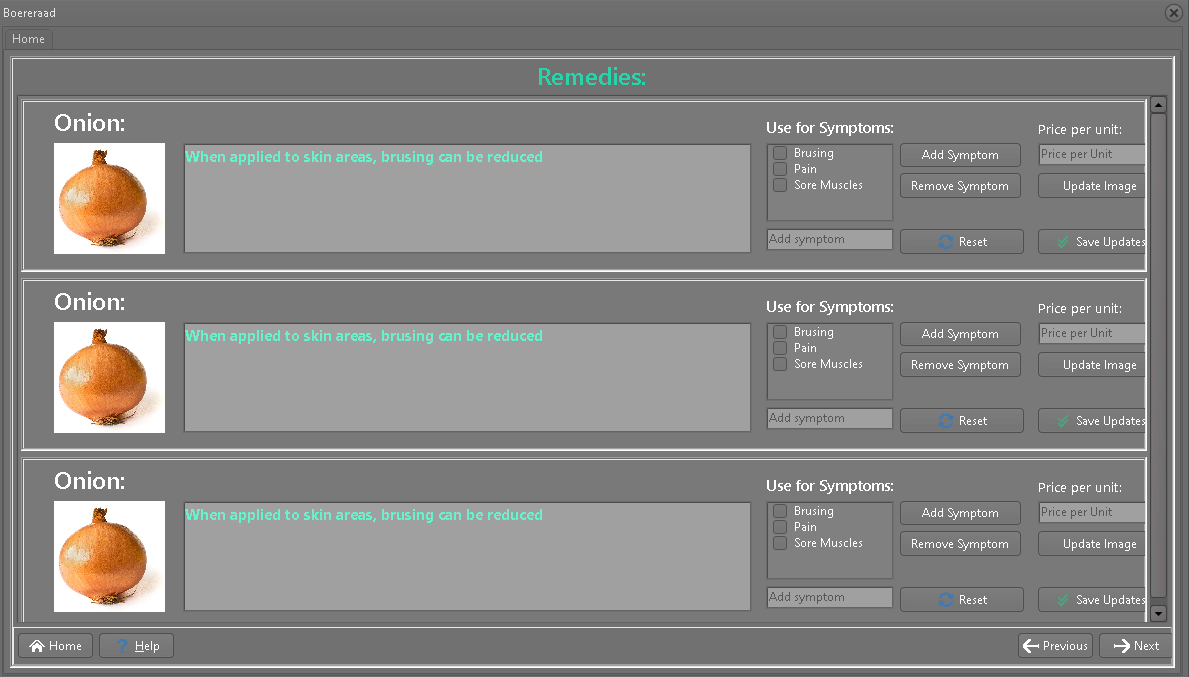 Boereraad
Home
Remedies:
Onion:
When applied to skin areas, brusing can be reduced
Use for Symptoms:
Brusing
Pain
Sore Muscles
Add symptom
Add Symptom
Remove Symptom
Reset
Price per unit:
Price per Unit
Update Image
Save Updates
Onion:
When applied to skin areas, brusing can be reduced
Use for Symptoms:
Brusing
Pain
Sore Muscles
Add symptom
Add Symptom
Remove Symptom
Reset
Price per unit:
Price per Unit
Update Image
Save Updates
Onion:
When applied to skin areas, brusing can be reduced
Use for Symptoms:
Brusing
Pain
Sore Muscles
Add symptom
Add Symptom
Remove Symptom
Reset
Price per unit:
Price per Unit
Update Image
Save Updates
Home
? Help
Previous
Next